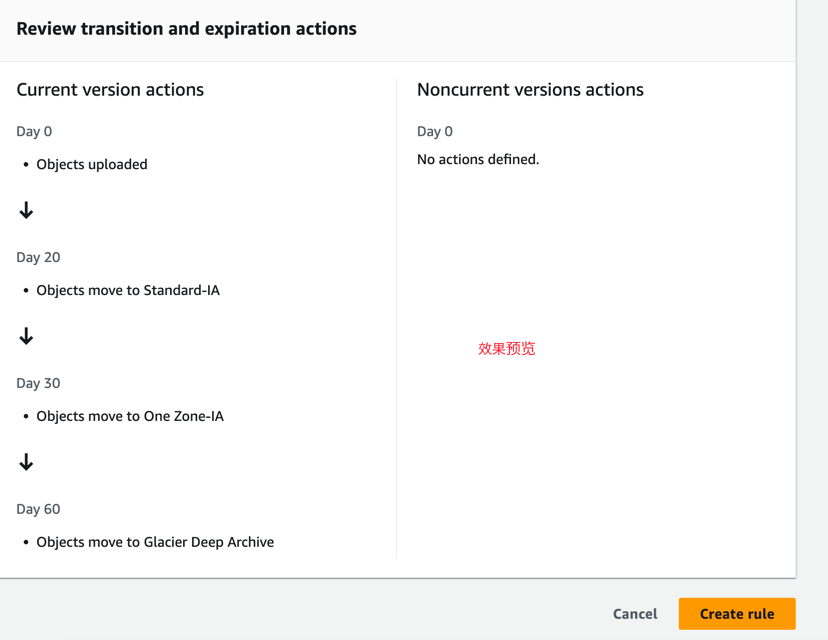 Review transition and expiration actions
Current version actions
Day 0
• Objects uploaded
Day 20
• Objects move to Standard-IA
Day 30
• Objects move to One Zone-IA
Day 60
• Objects move to Glacier Deep Archive
Noncurrent versions actions
Day 0
No actions defined.
效果预览
Cancel
Create rule